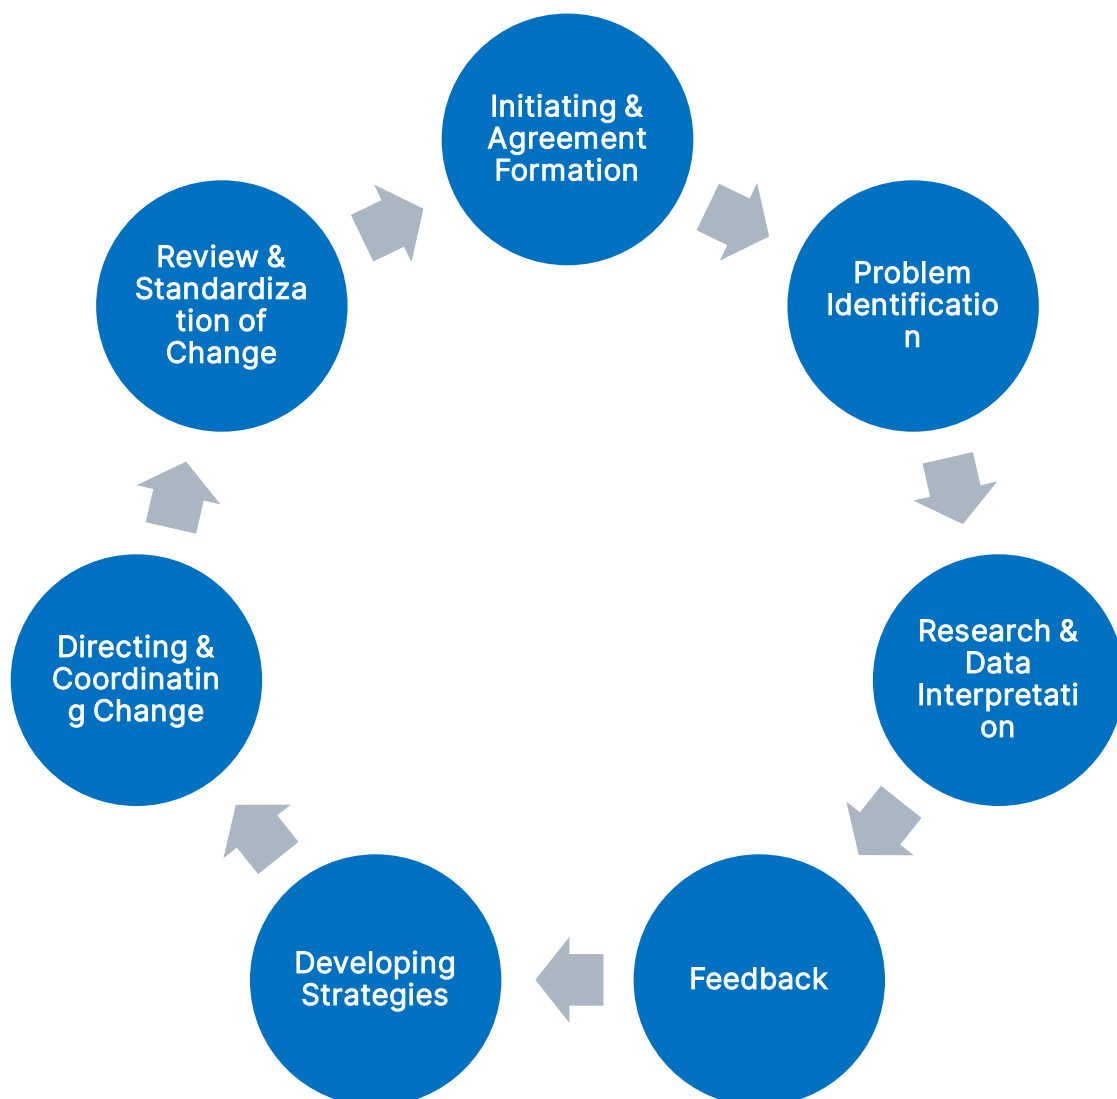 Initiating &
Agreement
Formation
Problem
Identificatio
n
Research &
Data
Interpretati
on
Feedback
Developing
Strategies
Directing &
Coordinatin
g Change
Review &
Standardiza
tion of
Change